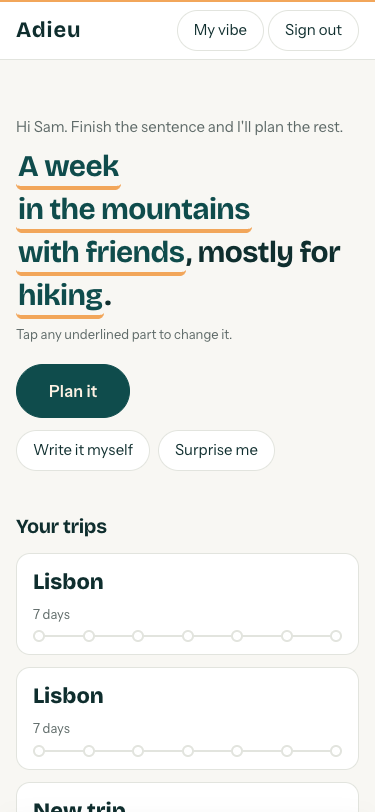 Adieu
My vibe
Sign out
Hi Sam. Finish the sentence and I'll plan the rest.
A week
in the mountains
with friends, mostly for
hiking.
Tap any underlined part to change it.
Plan it
Write it myself
Surprise me
Your trips
Lisbon
7 days
Lisbon
7 days
New trip